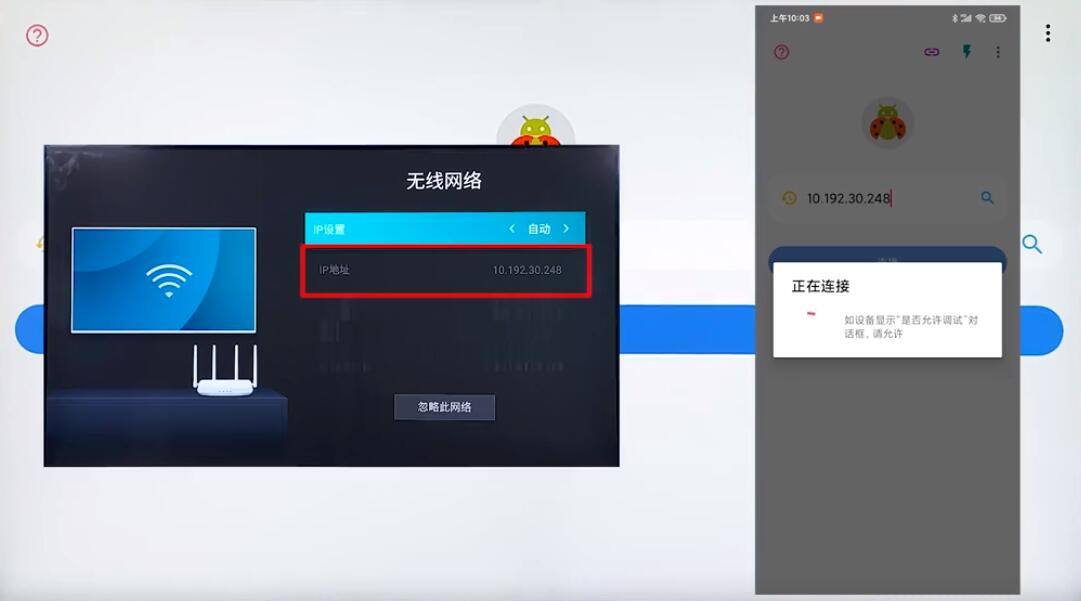 无线网络
IP设置
自动
IP地址
10.192.30.248
忽略此网络
上午10:03
10.192.30.248
正在连接
如设备显示"是否允许调试"对
话框，请允许